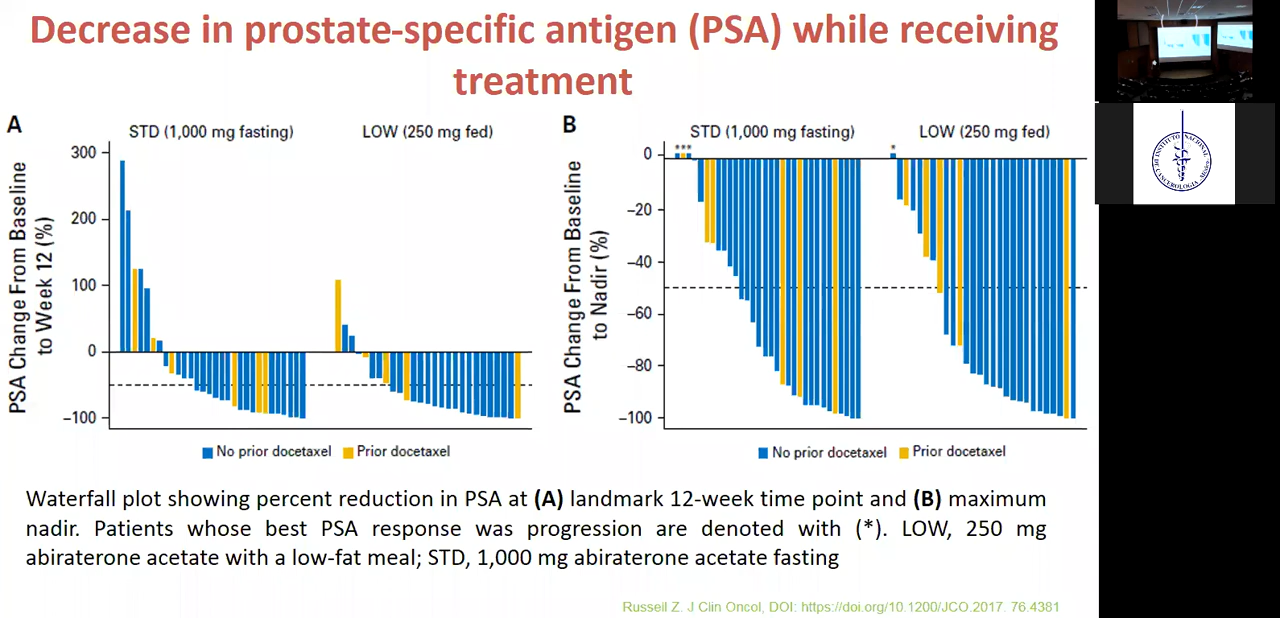 Decrease in prostate-specific antigen (PSA) while receiving
treatment
A
STD (1,000 mg fasting)
LOW (250 mg fed)
PSA Change From Baseline
to Week 12 (%)
300
200
100
0
−100
No prior docetaxel
Prior docetaxel
B
STD (1,000 mg fasting)
LOW (250 mg fed)
PSA Change From Baseline
to Nadir (%)
0
−20
−40
−60
−80
−100
***
*
No prior docetaxel
Prior docetaxel
Waterfall plot showing percent reduction in PSA at (A) landmark 12-week time point and (B) maximum
nadir. Patients whose best PSA response was progression are denoted with (*). LOW, 250 mg
abiraterone acetate with a low-fat meal; STD, 1,000 mg abiraterone acetate fasting
Russell Z. J Clin Oncol, DOI: https://doi.org/10.1200/JCO.2017. 76.4381
INSTITUTO NACIONAL
DE CANCEROLOGIA